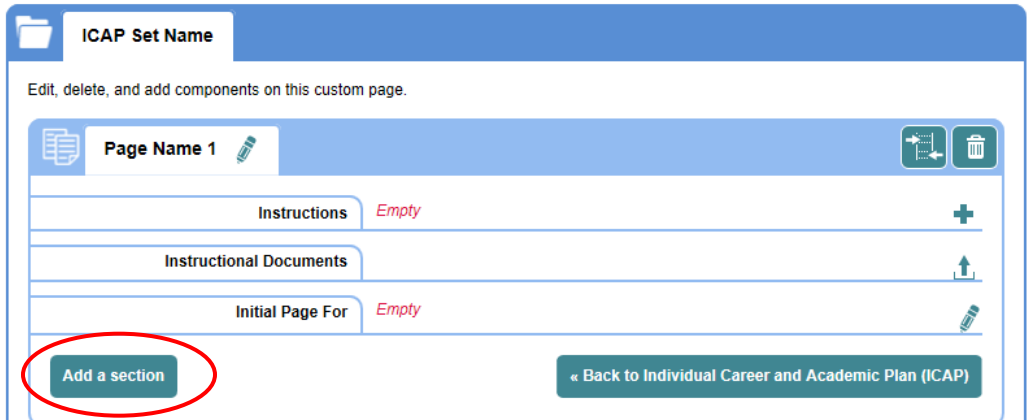 ICAP Set Name
Edit, delete, and add components on this custom page.
Page Name 1
Instructions Empty
Instructional Documents
Initial Page For Empty
Add a section « Back to Individual Career and Academic Plan (ICAP)